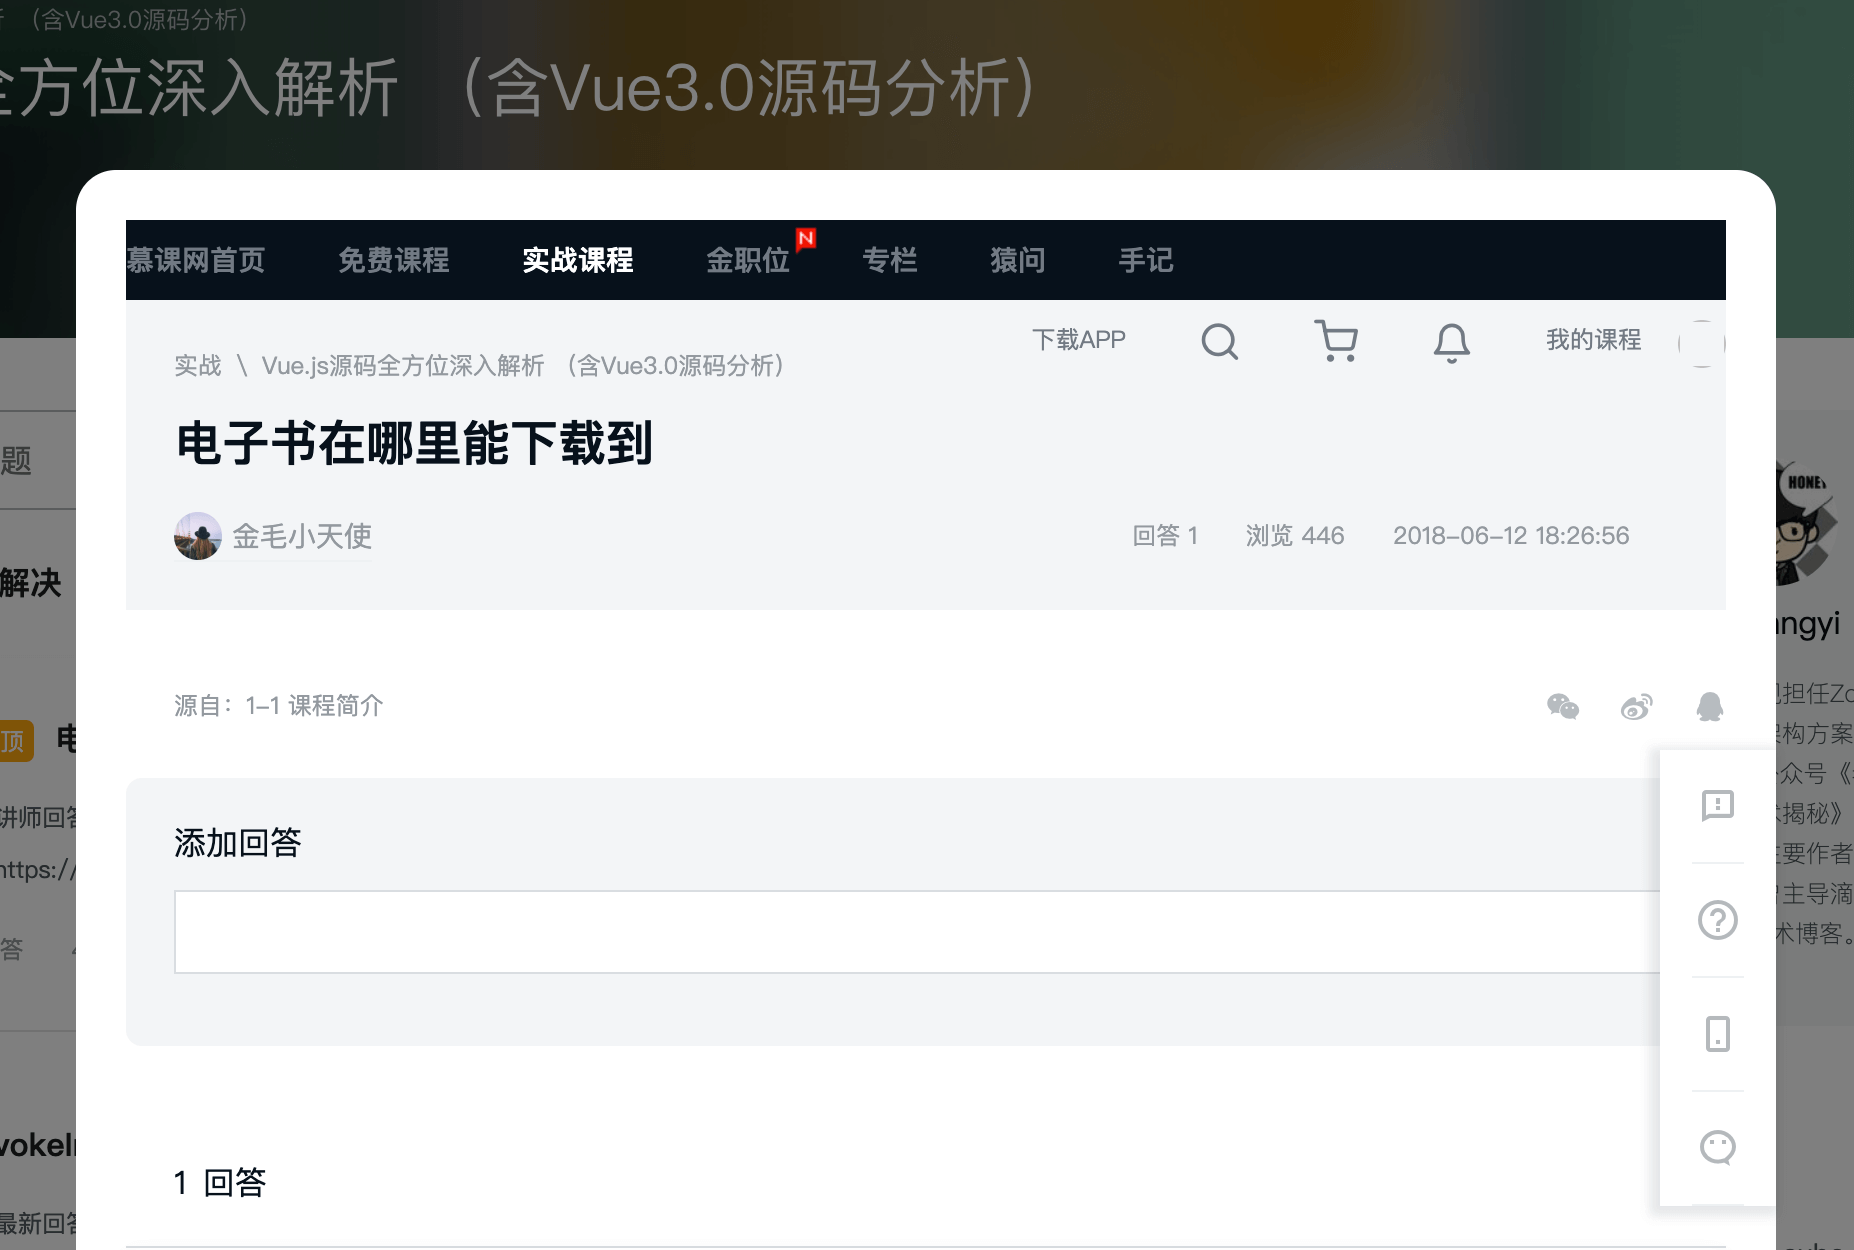 （含Vue3.0源码分析）
全方位深入解析 （含Vue3.0源码分析）
慕课网首页 免费课程 实战课程 金职位 N 专栏 猿问 手记
下载APP 我的课程
实战 \ Vue.js源码全方位深入解析 （含Vue3.0源码分析）
电子书在哪里能下载到
金毛小天使 回答 1 浏览 446 2018-06-12 18:26:56
源自：1-1 课程简介
添加回答
1 回答
题
解决
顶 电
讲师回答
https://
答
最新回答
HONEY
angyi
担任Zo
架构方案
公众号《
术揭秘》
主要作者
曾主导滴
术博客。